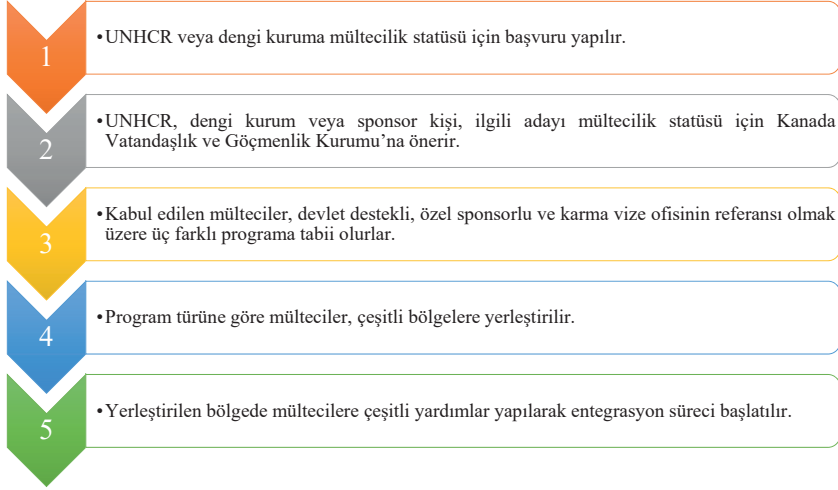 1
•UNHCR veya dengi kuruma mültecilik statüsü için başvuru yapılır.
2
•UNHCR, dengi kurum veya sponsor kişi, ilgili adayı mültecilik statüsü için Kanada
Vatandaşlık ve Göçmenlik Kurumu’na önerir.
3
•Kabul edilen mülteciler, devlet destekli, özel sponsorlu ve karma vize ofisinin referansı olmak
üzere üç farklı programa tabii olurlar.
4
•Program türüne göre mülteciler, çeşitli bölgelere yerleştirilir.
5
•Yerleştirilen bölgede mültecilere çeşitli yardımlar yapılarak entegrasyon süreci başlatılır.